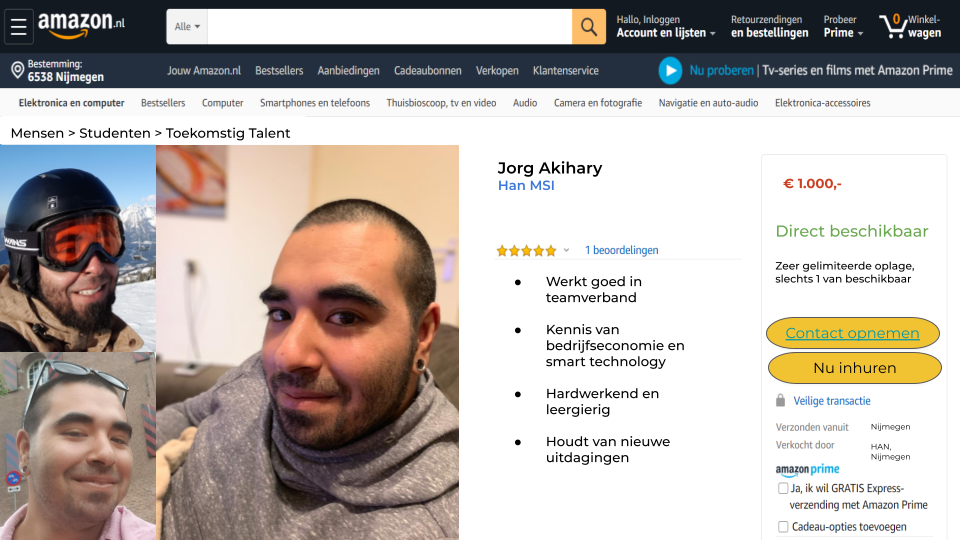 amazon.nl
Alle
Hallo, Inloggen
Account en lijsten
Retourzendingen
en bestellingen
Probeer
Prime
0
Winkel-
wagen
Bestemming:
6538 Nijmegen
Jouw Amazon.nl
Bestsellers
Aanbiedingen
Cadeaubonnen
Verkopen
Klantenservice
Nu proberen | Tv-series en films met Amazon Prime
Elektronica en computer
Bestsellers
Computer
Smartphones en telefoons
Thuisbioscoop, tv en video
Audio
Camera en fotografie
Navigatie en auto-audio
Elektronica-accessoires
Mensen > Studenten > Toekomstig Talent
Jorg Akihary
Han MSI
1 beoordelingen
● Werkt goed in
teamverband
● Kennis van
bedrijfseconomie en
smart technology
● Hardwerkend en
leergierig
● Houdt van nieuwe
uitdagingen
€ 1.000,-
Direct beschikbaar
Zeer gelimiteerde oplage,
slechts 1 van beschikbaar
Contact opnemen
Nu inhuren
Veilige transactie
Verzonden vanuit Nijmegen
Verkocht door HAN,
Nijmegen
amazon prime
Ja, ik wil GRATIS Express-
verzending met Amazon Prime
Cadeau-opties toevoegen